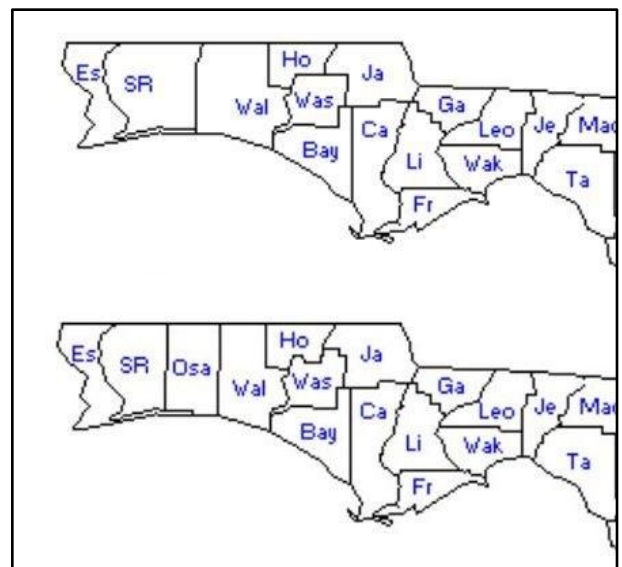 Es SR Wal Ho Was Ja Bay Ca Ga Li Leo Wak Fr Je Mad Ta
Es SR Osa Wal Ho Was Ja Bay Ca Ga Li Leo Wak Fr Je Mad Ta